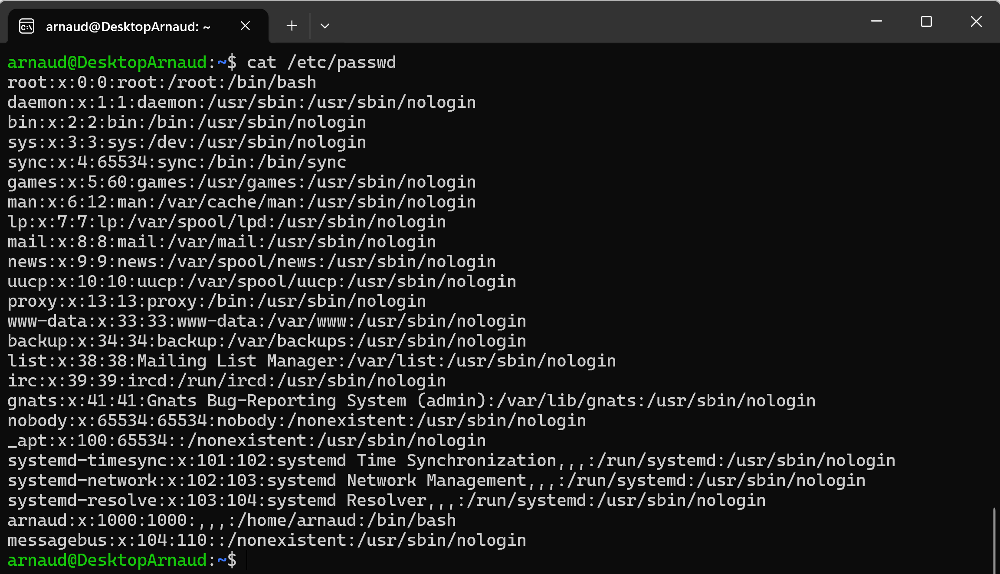 arnaud@DesktopArnaud: ~
arnaud@DesktopArnaud:~$ cat /etc/passwd
root:x:0:0:root:/root:/bin/bash
daemon:x:1:1:daemon:/usr/sbin:/usr/sbin/nologin
bin:x:2:2:bin:/bin:/usr/sbin/nologin
sys:x:3:3:sys:/dev:/usr/sbin/nologin
sync:x:4:65534:sync:/bin:/bin/sync
games:x:5:60:games:/usr/games:/usr/sbin/nologin
man:x:6:12:man:/var/cache/man:/usr/sbin/nologin
lp:x:7:7:lp:/var/spool/lpd:/usr/sbin/nologin
mail:x:8:8:mail:/var/mail:/usr/sbin/nologin
news:x:9:9:news:/var/spool/news:/usr/sbin/nologin
uucp:x:10:10:uucp:/var/spool/uucp:/usr/sbin/nologin
proxy:x:13:13:proxy:/bin:/usr/sbin/nologin
www-data:x:33:33:www-data:/var/www:/usr/sbin/nologin
backup:x:34:34:backup:/var/backups:/usr/sbin/nologin
list:x:38:38:Mailing List Manager:/var/list:/usr/sbin/nologin
irc:x:39:39:ircd:/run/ircd:/usr/sbin/nologin
gnats:x:41:41:Gnats Bug-Reporting System (admin):/var/lib/gnats:/usr/sbin/nologin
nobody:x:65534:65534:nobody:/nonexistent:/usr/sbin/nologin
_apt:x:100:65534::/nonexistent:/usr/sbin/nologin
systemd-timesync:x:101:102:systemd Time Synchronization,,,:/run/systemd:/usr/sbin/nologin
systemd-network:x:102:103:systemd Network Management,,,:/run/systemd:/usr/sbin/nologin
systemd-resolve:x:103:104:systemd Resolver,,,:/run/systemd:/usr/sbin/nologin
arnaud:x:1000:1000:,,,:/home/arnaud:/bin/bash
messagebus:x:104:110::/nonexistent:/usr/sbin/nologin
arnaud@DesktopArnaud:~$